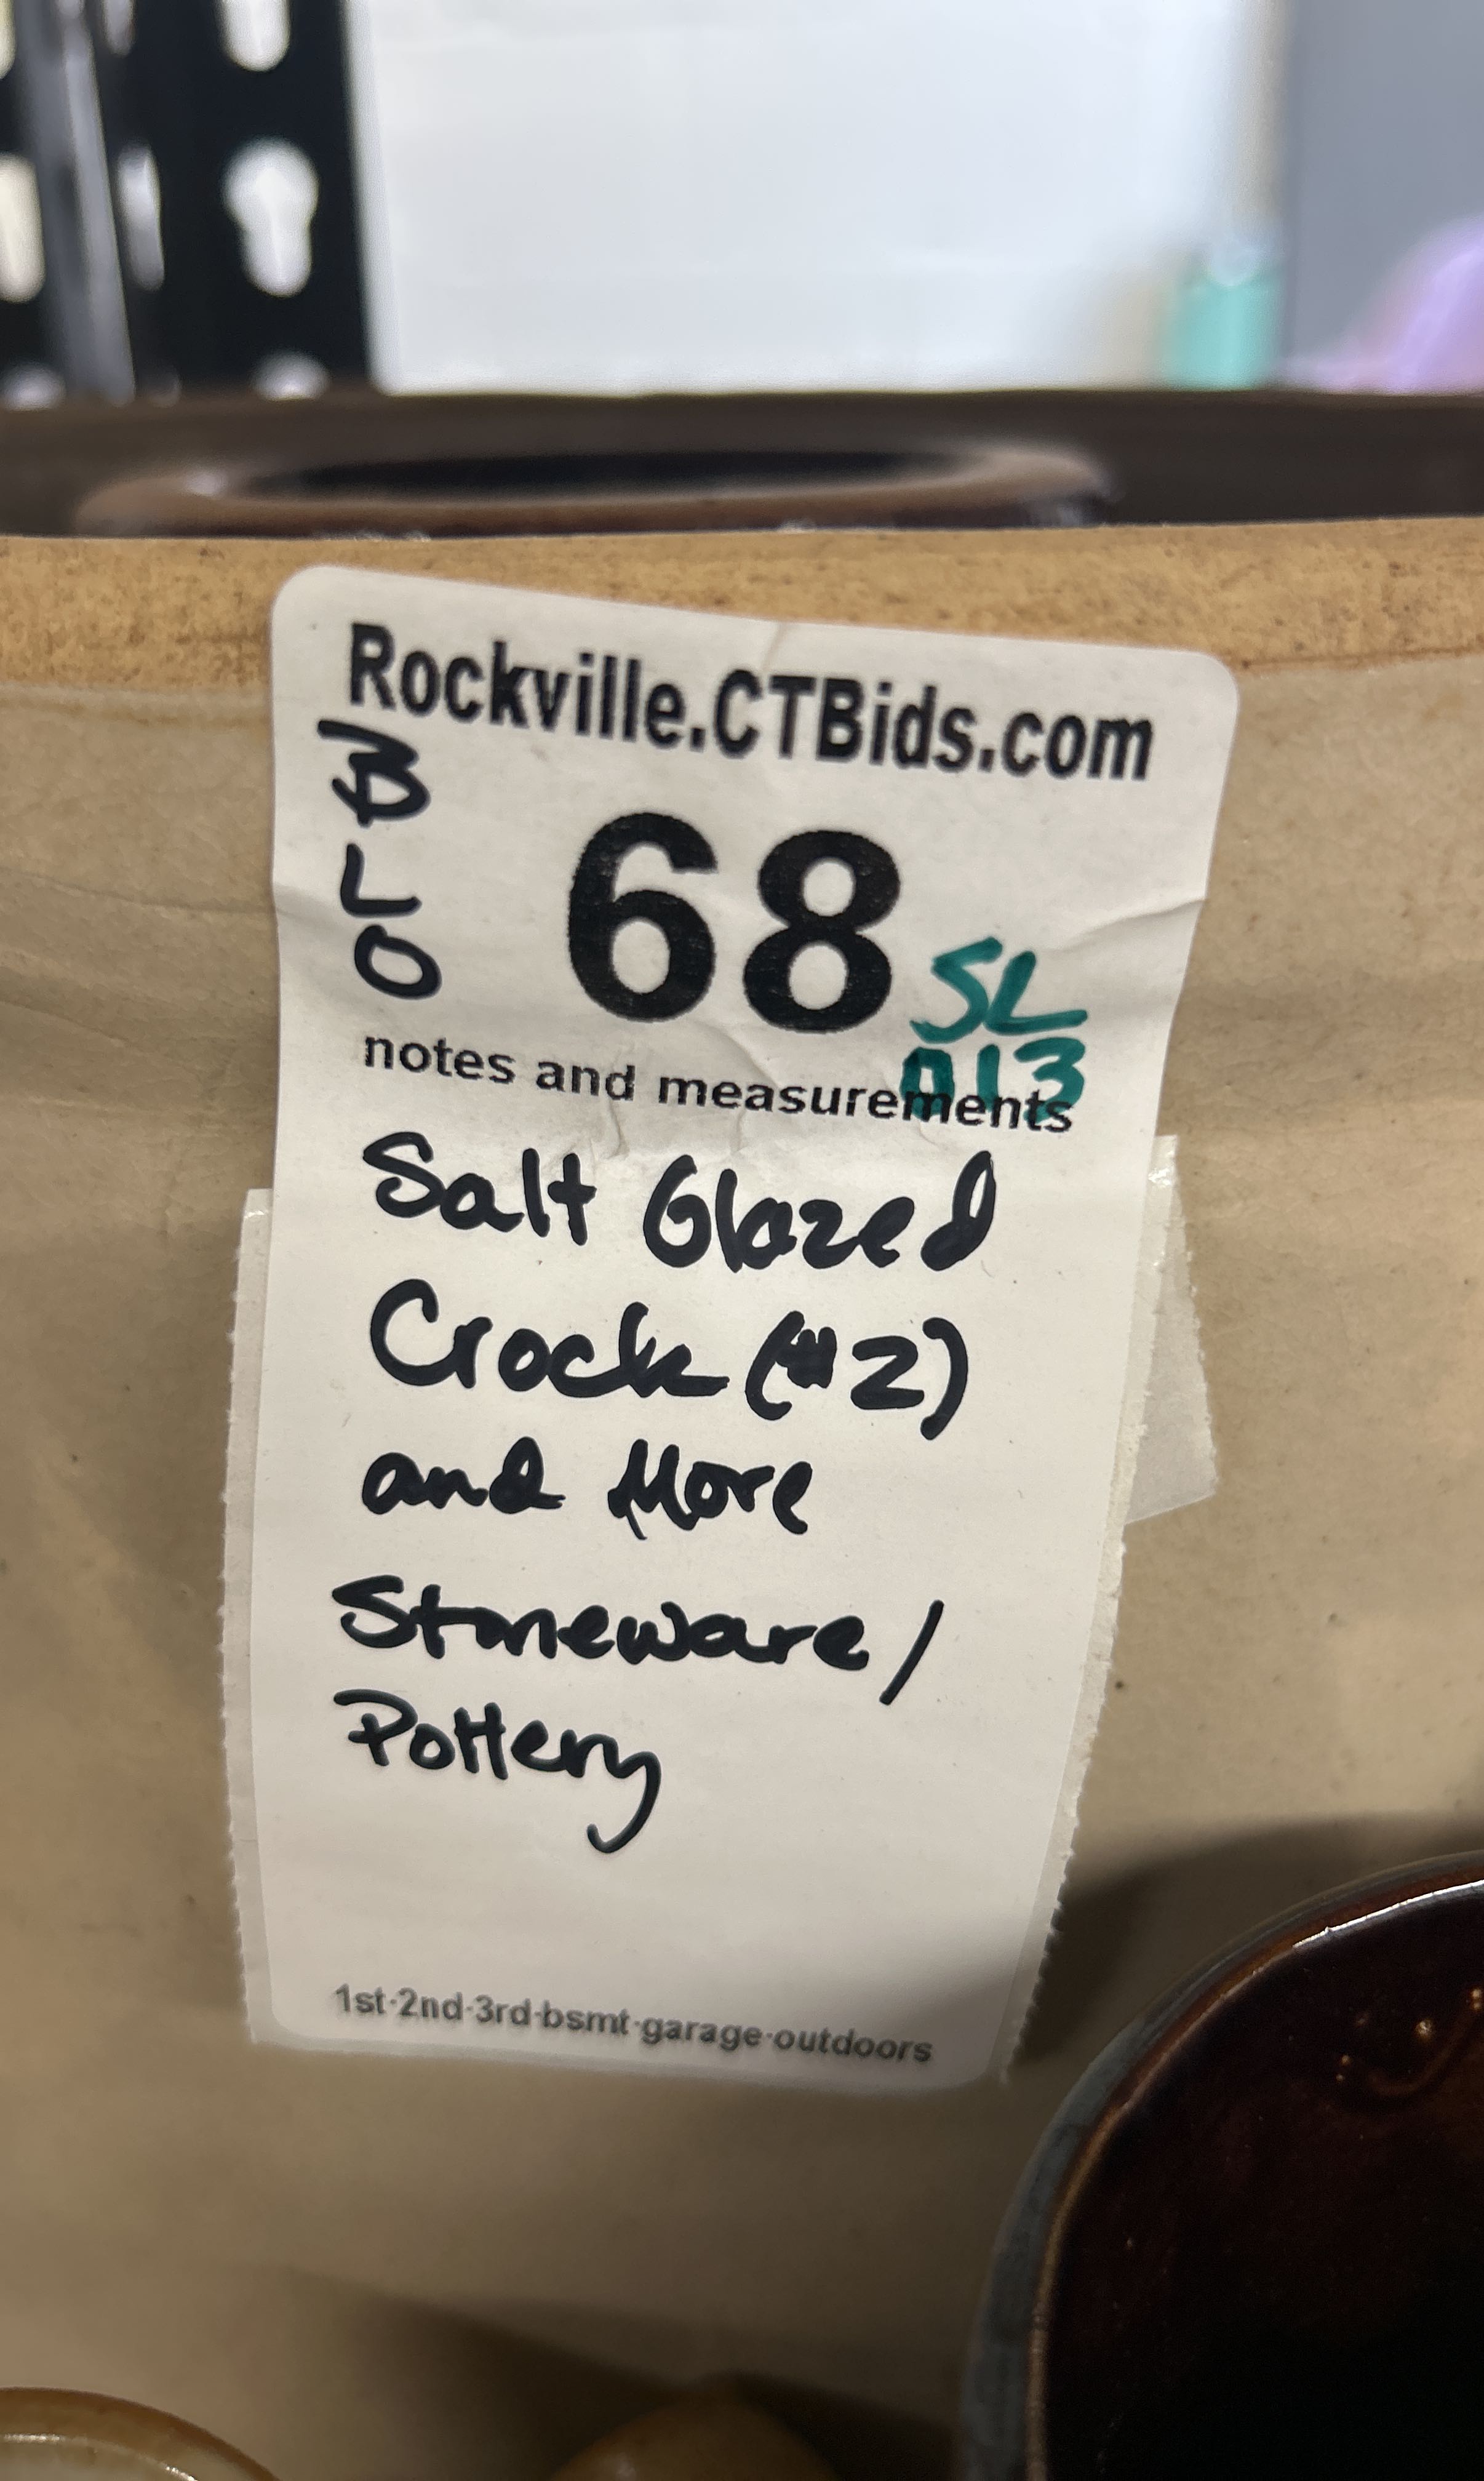 Rockville.CTBids.com
B
L
O
68
SL
013
notes and measurements
Salt Glazed
Crock (#2)
and More
Stoneware/
Pottery
1st·2nd·3rd·bsmt·garage·outdoors